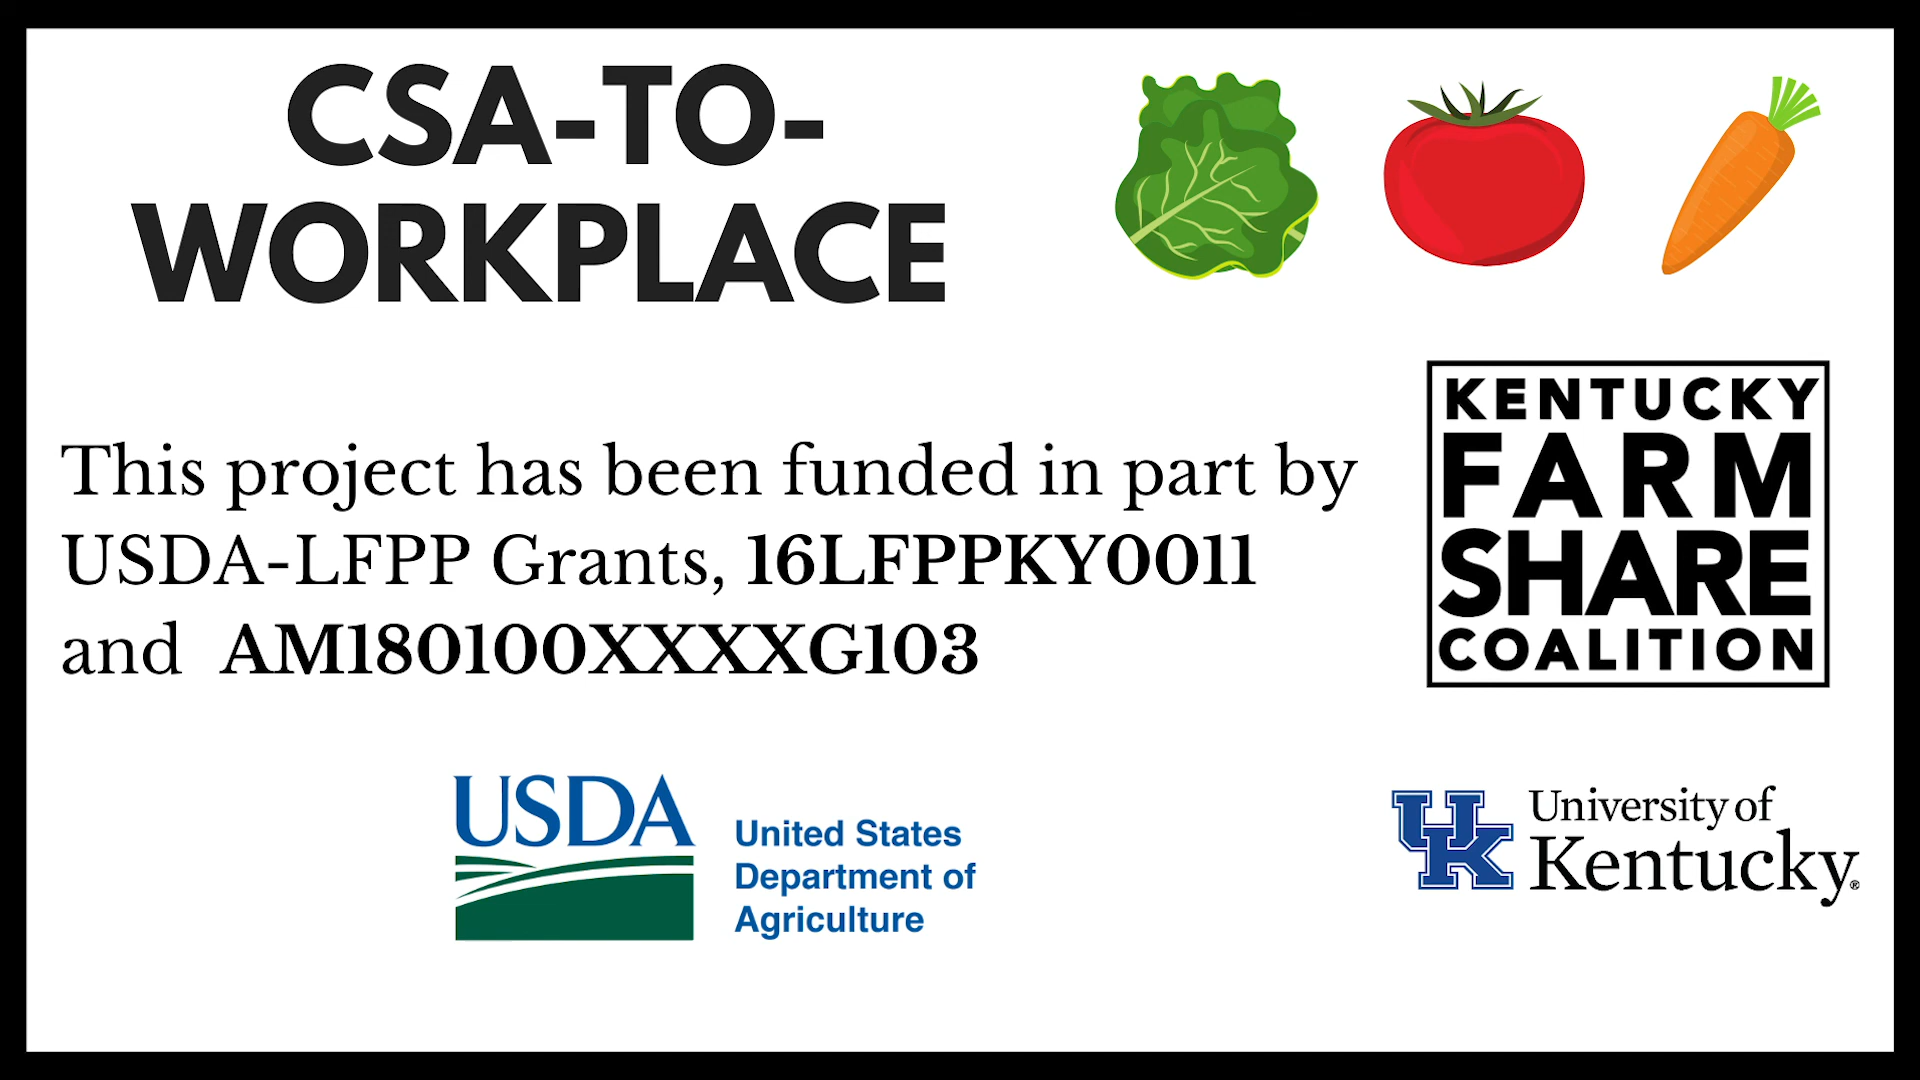 CSA-TO-
WORKPLACE
This project has been funded in part by
USDA-LFPP Grants, 16LFPPKY0011
and AM180100XXXXG103
KENTUCKY
FARM
SHARE
COALITION
USDA
United States
Department of
Agriculture
UK
University of
Kentucky®